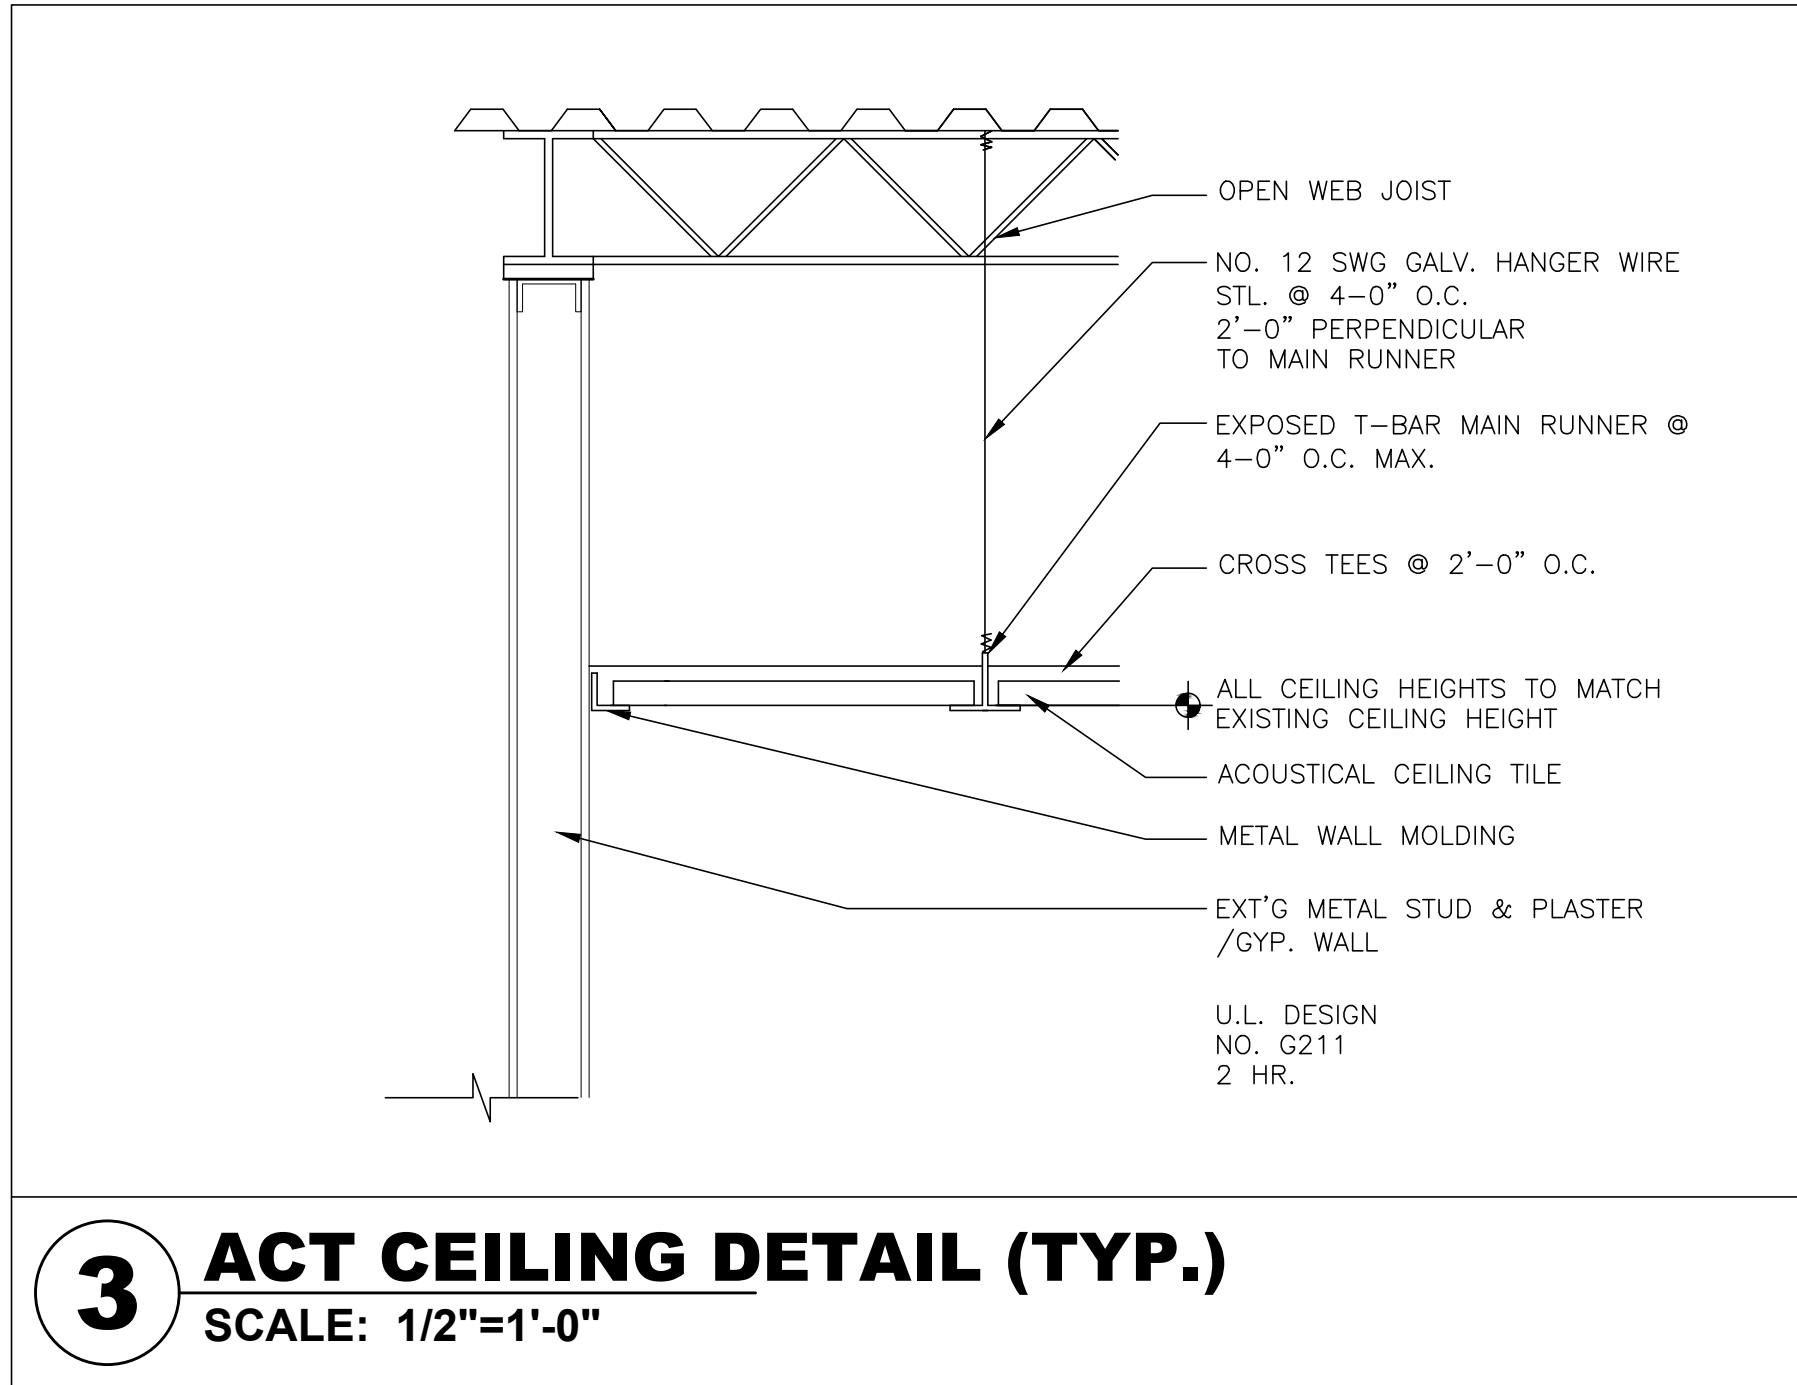 OPEN WEB JOIST
NO. 12 SWG GALV. HANGER WIRE
STL. @ 4–0" O.C.
2'–0" PERPENDICULAR
TO MAIN RUNNER
EXPOSED T–BAR MAIN RUNNER @
4–0" O.C. MAX.
CROSS TEES @ 2'–0" O.C.
ALL CEILING HEIGHTS TO MATCH
EXISTING CEILING HEIGHT
ACOUSTICAL CEILING TILE
METAL WALL MOLDING
EXT'G METAL STUD & PLASTER
/GYP. WALL
U.L. DESIGN
NO. G211
2 HR.
3
ACT CEILING DETAIL (TYP.)
SCALE: 1/2"=1'-0"